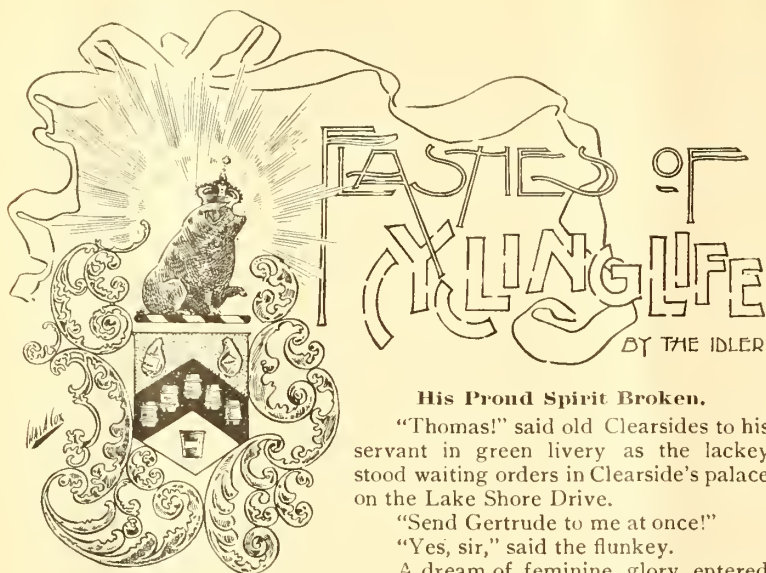 FLASHES OF
CYCLING LIFE
BY THE IDLER
His Proud Spirit Broken.
"Thomas!" said old Clearsides to his
servant in green livery as the lackey
stood waiting orders in Clearside's palace
on the Lake Shore Drive.
"Send Gertrude to me at once!"
"Yes, sir," said the flunkey.
A dream of feminine glory entered